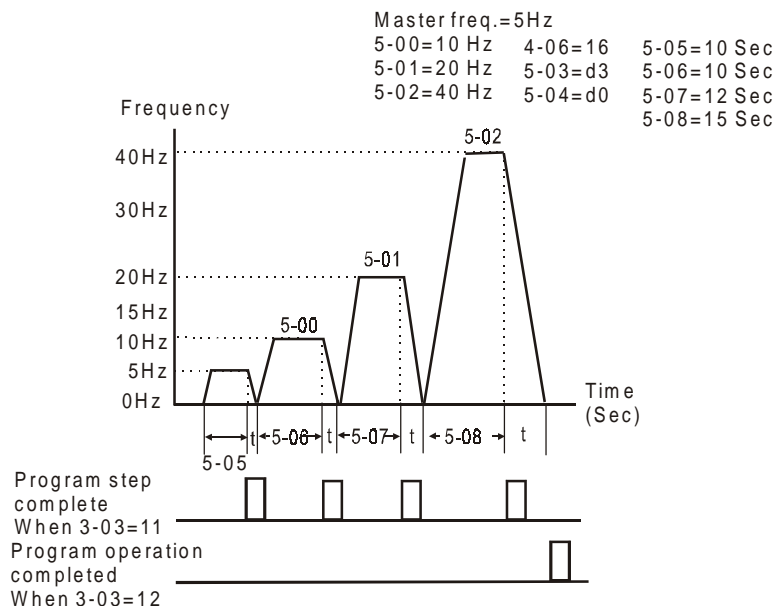 Master freq.=5Hz
5-00=10 Hz 4-06=16 5-05=10 Sec
5-01=20 Hz 5-03=d3 5-06=10 Sec
5-02=40 Hz 5-04=d0 5-07=12 Sec
5-08=15 Sec
Frequency
5-02
40Hz
30Hz
5-01
20Hz
15Hz
5-00
10Hz
5Hz
0Hz
Time
(Sec)
t 5-06 t 5-07 t 5-08 t
5-05
Program step
complete
When 3-03=11
Program operation
completed
When 3-03=12